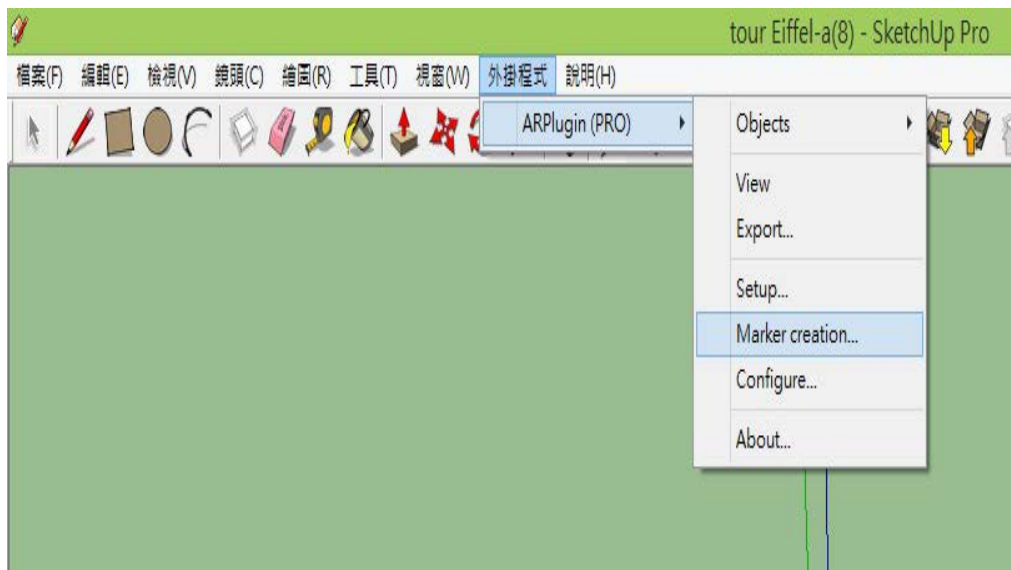 tour Eiffel-a(8) - SketchUp Pro
檔案(F) 編輯(E) 檢視(V) 鏡頭(C) 繪圖(R) 工具(T) 視窗(W) 外掛程式 說明(H)
ARPlugin (PRO)
Objects
View
Export...
Setup...
Marker creation...
Configure...
About...